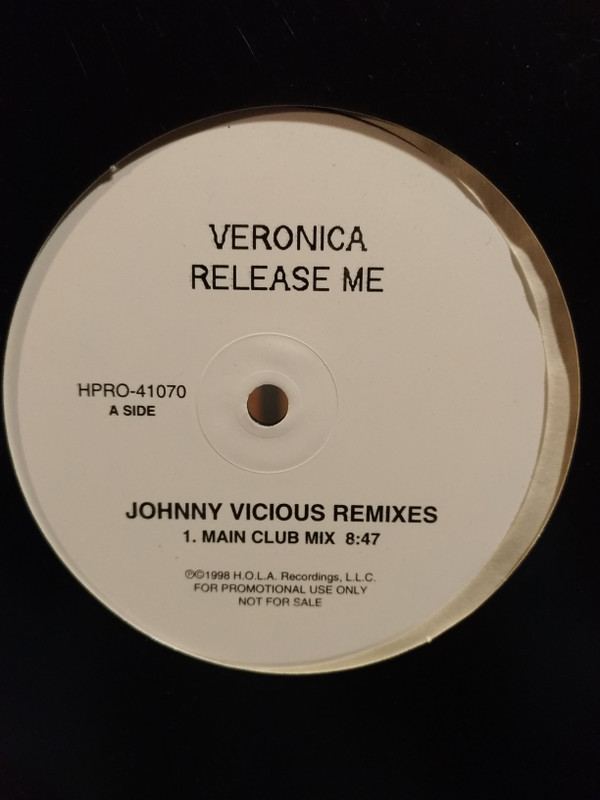 VERONICA
RELEASE ME
HPRO-41070
A SIDE
JOHNNY VICIOUS REMIXES
1. MAIN CLUB MIX 8:47
℗©1998 H.O.L.A. Recordings, L.L.C.
FOR PROMOTIONAL USE ONLY
NOT FOR SALE